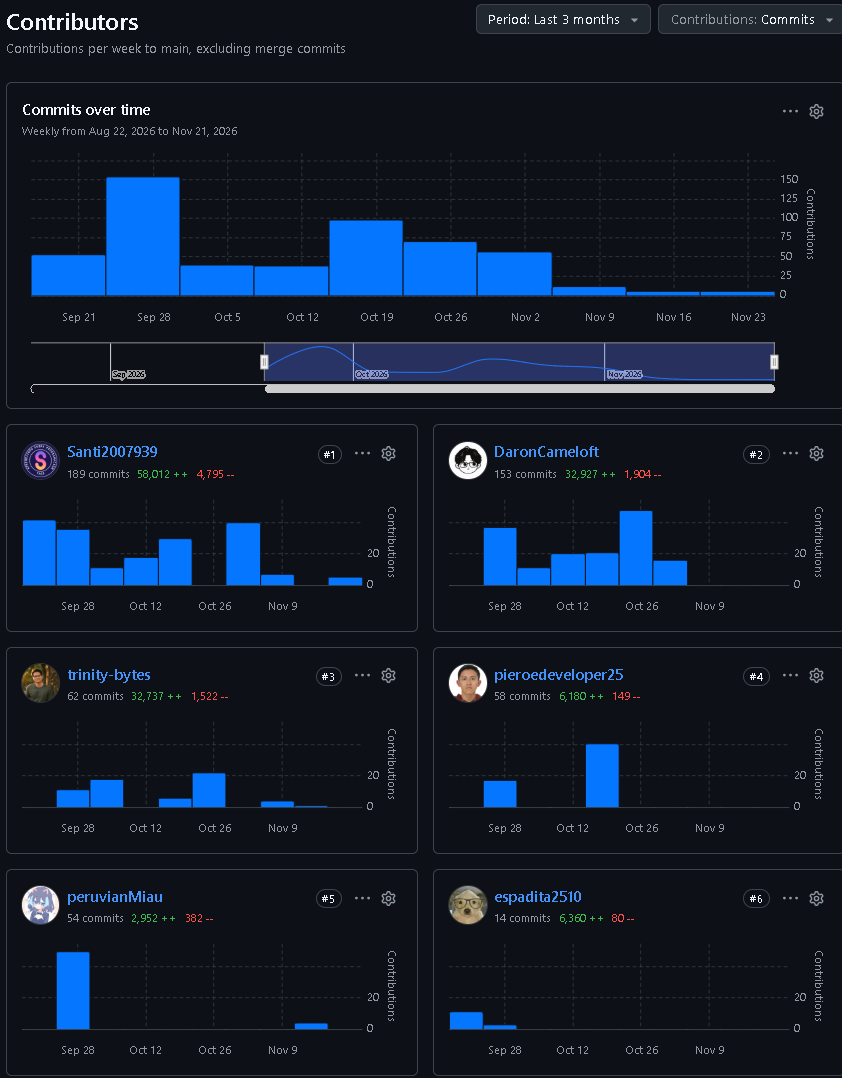 Contributors
Period: Last 3 months
Contributions: Commits
Contributions per week to main, excluding merge commits
Commits over time
Weekly from Aug 22, 2026 to Nov 21, 2026
150
125
100
75
50
25
0
Contributions
Sep 21 Sep 28 Oct 5 Oct 12 Oct 19 Oct 26 Nov 2 Nov 9 Nov 16 Nov 23
Sep 2026 Oct 2026 Nov 2026
Santi2007939 #1
189 commits 58,012 ++ 4,795 --
20
0
Contributions
Sep 28 Oct 12 Oct 26 Nov 9
DaronCameloft #2
153 commits 32,927 ++ 1,904 --
20
0
Contributions
Sep 28 Oct 12 Oct 26 Nov 9
trinity-bytes #3
62 commits 32,737 ++ 1,522 --
20
0
Contributions
Sep 28 Oct 12 Oct 26 Nov 9
pieroedeveloper25 #4
58 commits 6,180 ++ 149 --
20
0
Contributions
Sep 28 Oct 12 Oct 26 Nov 9
peruvianMiau #5
54 commits 2,952 ++ 382 --
20
0
Contributions
Sep 28 Oct 12 Oct 26 Nov 9
espadita2510 #6
14 commits 6,360 ++ 80 --
20
0
Contributions
Sep 28 Oct 12 Oct 26 Nov 9